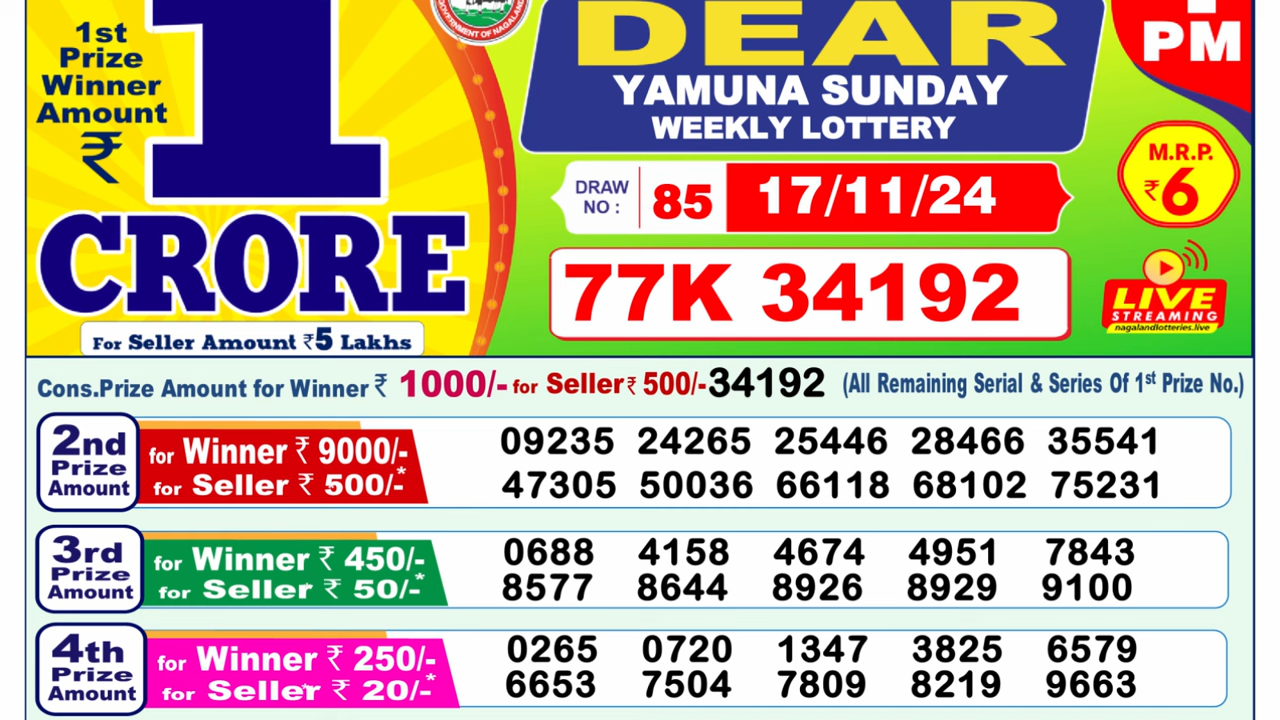 1
1st
Prize
Winner
Amount
₹
CRORE
For Seller Amount ₹5 Lakhs
GOVERNMENT OF NAGALAND
DEAR
YAMUNA SUNDAY
WEEKLY LOTTERY
PM
DRAW NO : 85 17/11/24
M.R.P.
₹6
77K 34192
LIVE
STREAMING
nagalandlotteries.live
Cons.Prize Amount for Winner ₹ 1000/- for Seller ₹ 500/- 34192 (All Remaining Serial & Series Of 1st Prize No.)
2nd Prize Amount
for Winner ₹ 9000/-
for Seller ₹ 500/-*
09235 24265 25446 28466 35541
47305 50036 66118 68102 75231
3rd Prize Amount
for Winner ₹ 450/-
for Seller ₹ 50/-*
0688 4158 4674 4951 7843
8577 8644 8926 8929 9100
4th Prize Amount
for Winner ₹ 250/-
for Seller ₹ 20/-*
0265 0720 1347 3825 6579
6653 7504 7809 8219 9663